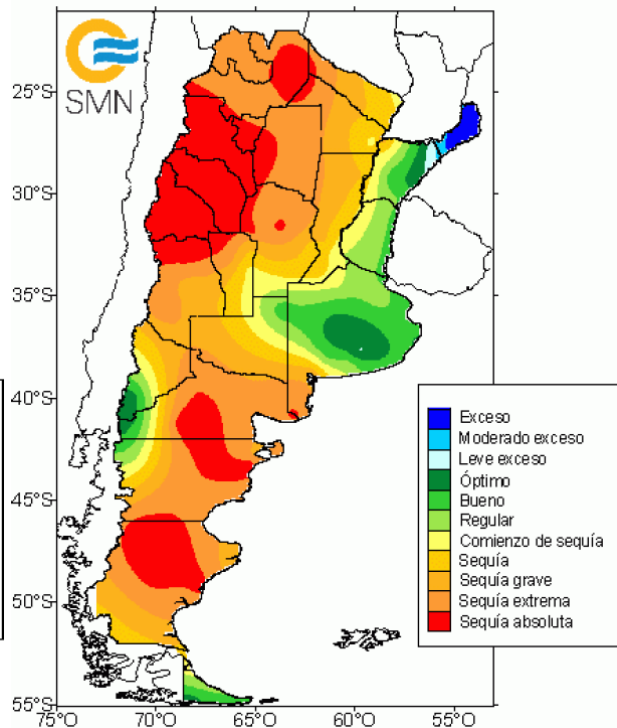 SMN
25°S
30°S
35°S
40°S
45°S
50°S
55°S
75°O 70°O 65°O 60°O 55°O
Exceso
Moderado exceso
Leve exceso
Óptimo
Bueno
Regular
Comienzo de sequía
Sequía
Sequía grave
Sequía extrema
Sequía absoluta